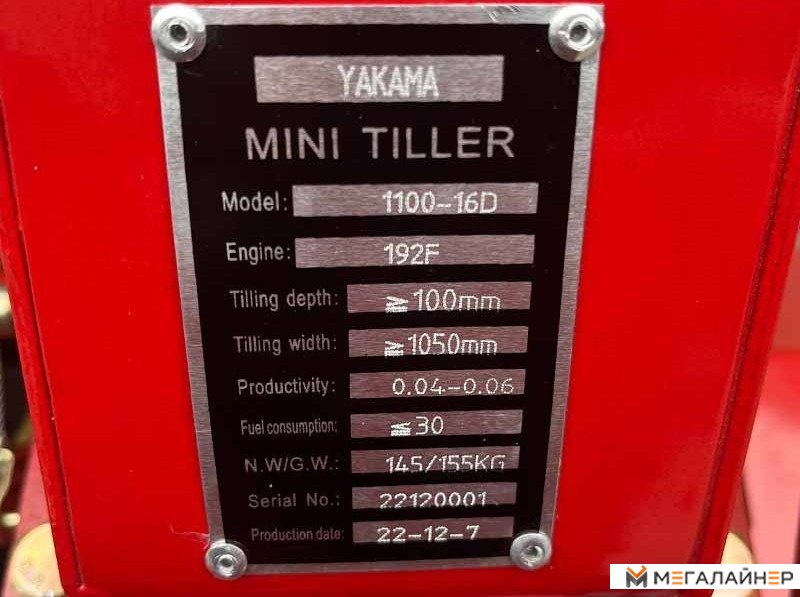 YAKAMA
MINI TILLER
Model: 1100-16D
Engine: 192F
Tilling depth: ≧100mm
Tilling width: ≧1050mm
Productivity: 0.04-0.06
Fuel consumption: ≦30
N.W/G.W.: 145/155KG
Serial No.: 22120001
Production date: 22-12-7
МЕГАЛАЙНЕР